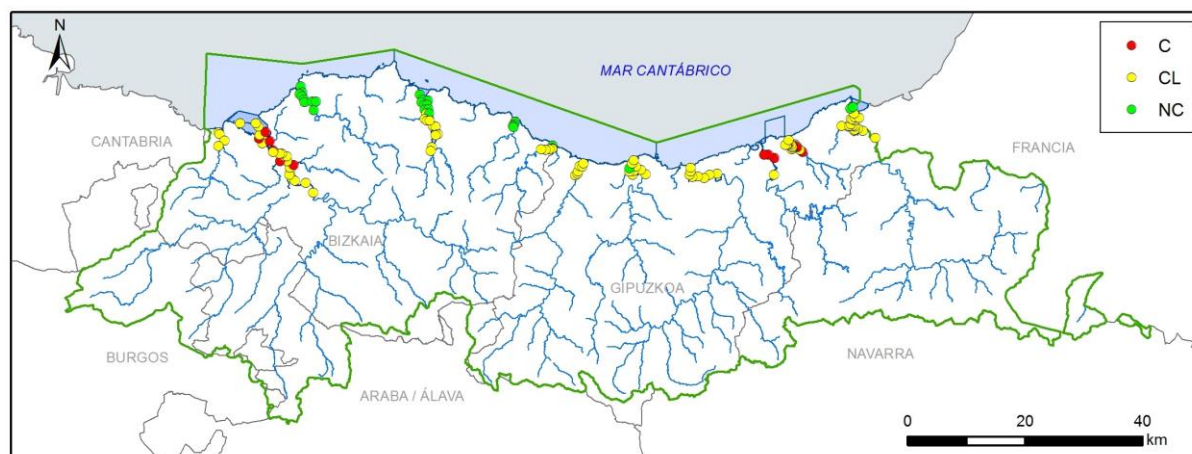 N
C
CL
NC
MAR CANTÁBRICO
CANTABRIA
FRANCIA
BIZKAIA
GIPUZKOA
BURGOS
NAVARRA
ARABA / ÁLAVA
0 20 40
km